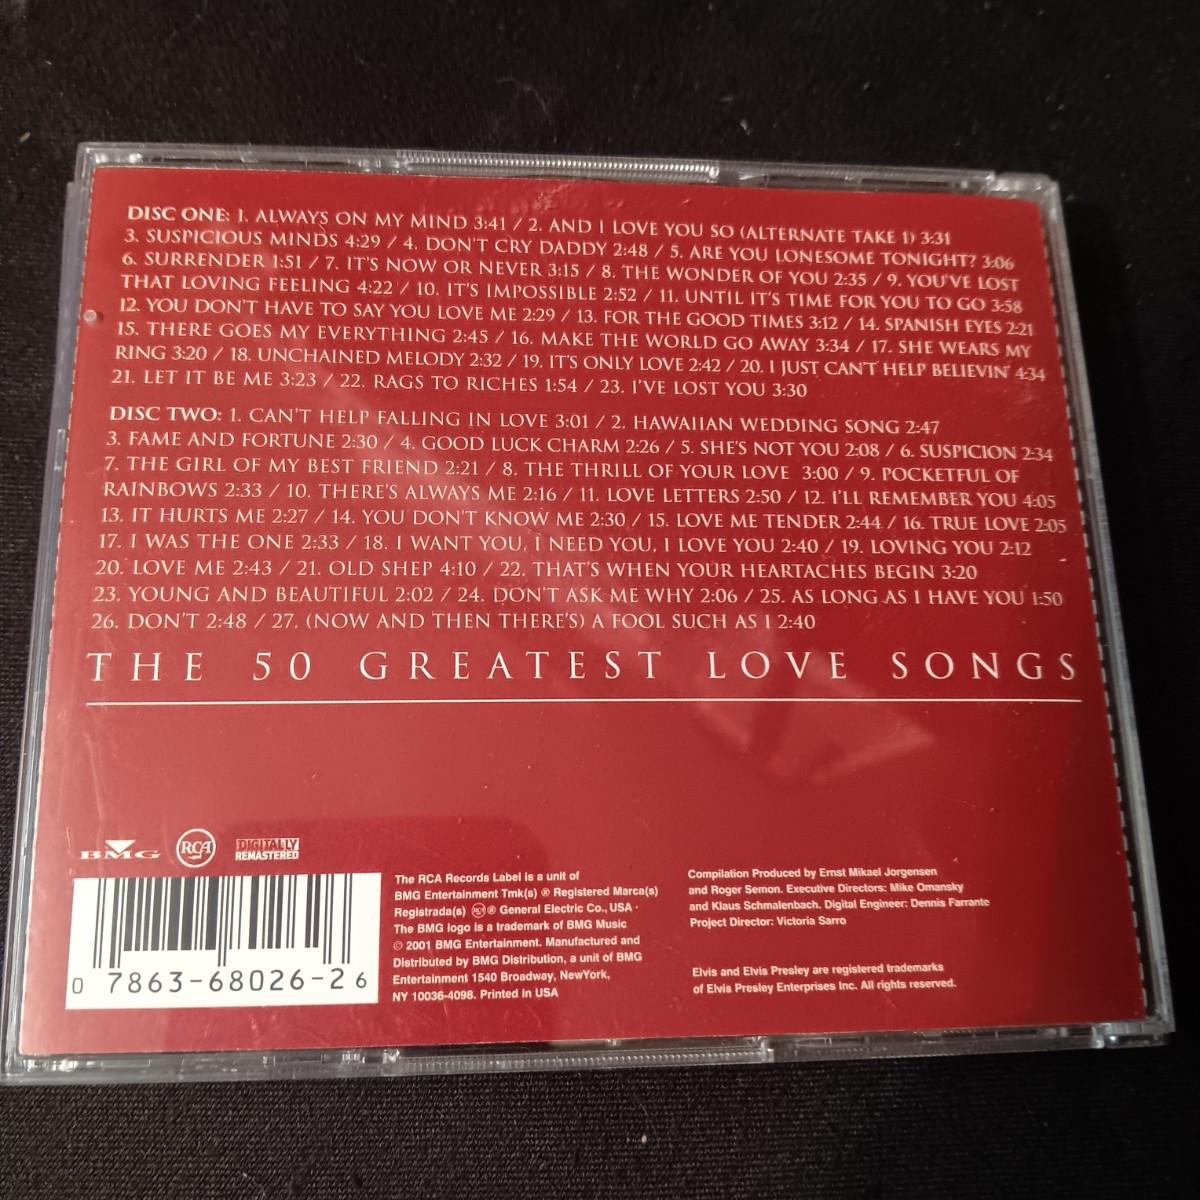 DISC ONE: 1. ALWAYS ON MY MIND 3:41 / 2. AND I LOVE YOU SO (ALTERNATE TAKE 1) 3:31
3. SUSPICIOUS MINDS 4:29 / 4. DON'T CRY DADDY 2:48 / 5. ARE YOU LONESOME TONIGHT? 3:06
6. SURRENDER 1:51 / 7. IT'S NOW OR NEVER 3:15 / 8. THE WONDER OF YOU 2:35 / 9. YOU'VE LOST
THAT LOVING FEELING 4:22 / 10. IT'S IMPOSSIBLE 2:52 / 11. UNTIL IT'S TIME FOR YOU TO GO 3:58
12. YOU DON'T HAVE TO SAY YOU LOVE ME 2:29 / 13. FOR THE GOOD TIMES 3:12 / 14. SPANISH EYES 2:21
15. THERE GOES MY EVERYTHING 2:45 / 16. MAKE THE WORLD GO AWAY 3:34 / 17. SHE WEARS MY
RING 3:20 / 18. UNCHAINED MELODY 2:32 / 19. IT'S ONLY LOVE 2:42 / 20. I JUST CAN'T HELP BELIEVIN' 4:34
21. LET IT BE ME 3:23 / 22. RAGS TO RICHES 1:54 / 23. I'VE LOST YOU 3:30
DISC TWO: 1. CAN'T HELP FALLING IN LOVE 3:01 / 2. HAWAIIAN WEDDING SONG 2:47
3. FAME AND FORTUNE 2:30 / 4. GOOD LUCK CHARM 2:26 / 5. SHE'S NOT YOU 2:08 / 6. SUSPICION 2:34
7. THE GIRL OF MY BEST FRIEND 2:21 / 8. THE THRILL OF YOUR LOVE 3:00 / 9. POCKETFUL OF
RAINBOWS 2:33 / 10. THERE'S ALWAYS ME 2:16 / 11. LOVE LETTERS 2:50 / 12. I'LL REMEMBER YOU 4:05
13. IT HURTS ME 2:27 / 14. YOU DON'T KNOW ME 2:30 / 15. LOVE ME TENDER 2:44 / 16. TRUE LOVE 2:05
17. I WAS THE ONE 2:33 / 18. I WANT YOU, I NEED YOU, I LOVE YOU 2:40 / 19. LOVING YOU 2:12
20. LOVE ME 2:43 / 21. OLD SHEP 4:10 / 22. THAT'S WHEN YOUR HEARTACHES BEGIN 3:20
23. YOUNG AND BEAUTIFUL 2:02 / 24. DON'T ASK ME WHY 2:06 / 25. AS LONG AS I HAVE YOU 1:50
26. DON'T 2:48 / 27. (NOW AND THEN THERE'S) A FOOL SUCH AS I 2:40
THE 50 GREATEST LOVE SONGS
BMG RCA DIGITALLY
REMASTERED
0 7863-68026-2 6
The RCA Records Label is a unit of
BMG Entertainment Tmk(s) ® Registered Marca(s)
Registrada(s) RCA ® General Electric Co., USA ·
The BMG logo is a trademark of BMG Music
© 2001 BMG Entertainment. Manufactured and
Distributed by BMG Distribution, a unit of BMG
Entertainment 1540 Broadway, NewYork,
NY 10036-4098. Printed in USA
Compilation Produced by Ernst Mikael Jorgensen
and Roger Semon. Executive Directors: Mike Omansky
and Klaus Schmalenbach. Digital Engineer: Dennis Farrante
Project Director: Victoria Sarro
Elvis and Elvis Presley are registered trademarks
of Elvis Presley Enterprises Inc. All rights reserved.